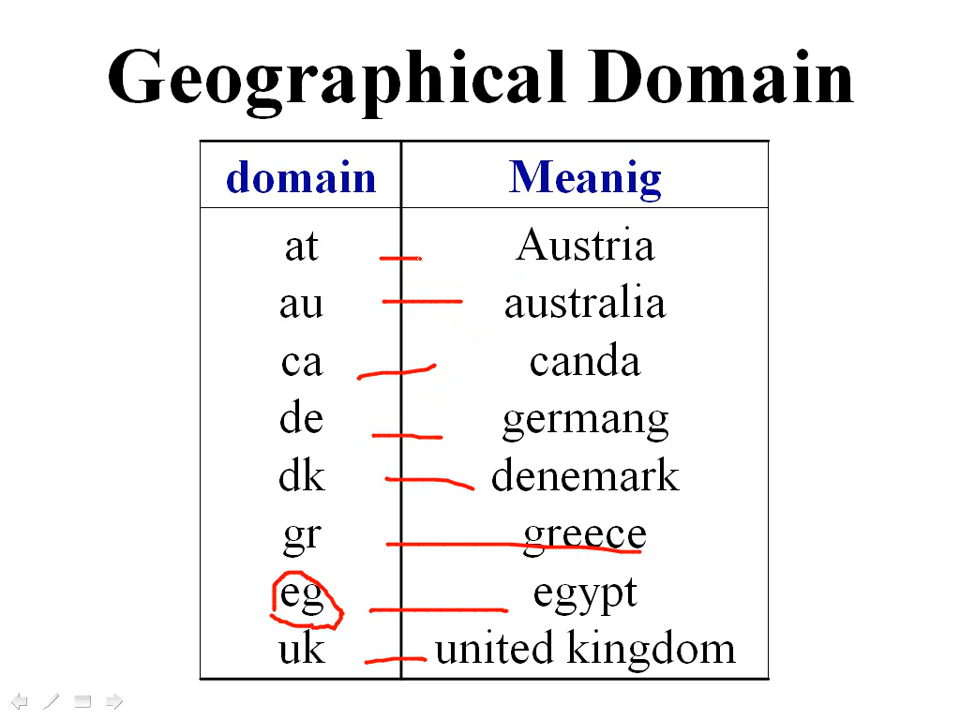 Geographical Domain
domain Meanig
at Austria
au australia
ca canda
de germang
dk denemark
gr greece
eg egypt
uk united kingdom